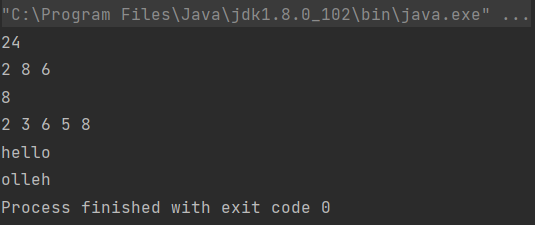 "C:\Program Files\Java\jdk1.8.0_102\bin\java.exe" ...
24
2 8 6
8
2 3 6 5 8
hello
olleh
Process finished with exit code 0